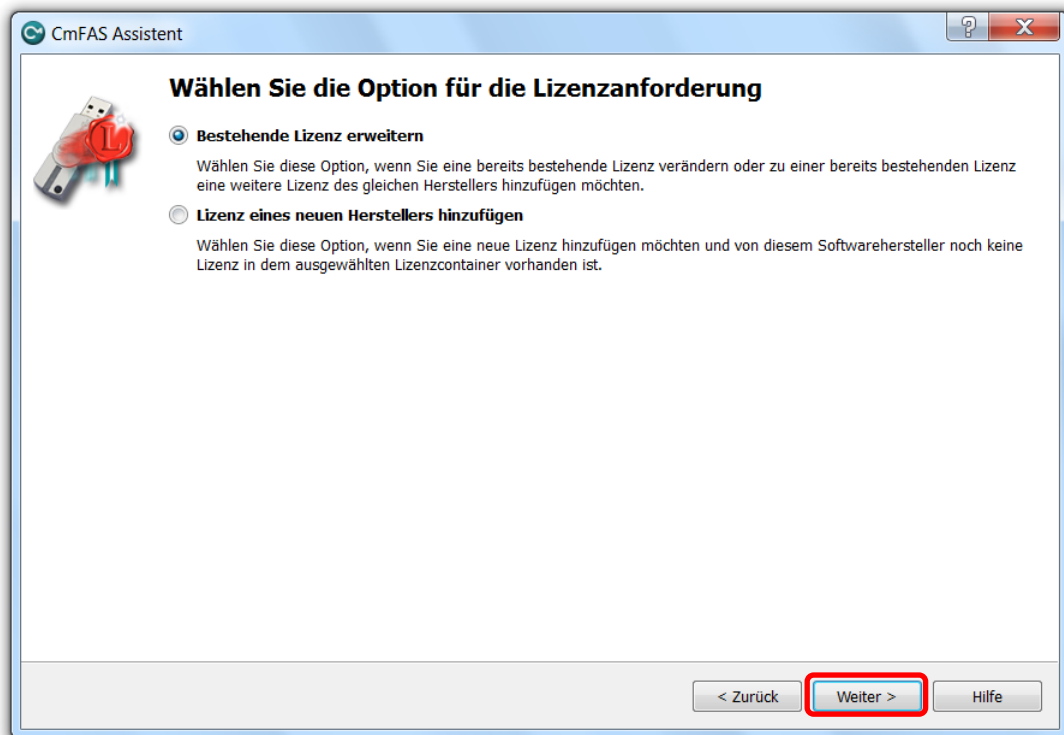 CmFAS Assistent
Wählen Sie die Option für die Lizenzanforderung
Bestehende Lizenz erweitern
Wählen Sie diese Option, wenn Sie eine bereits bestehende Lizenz verändern oder zu einer bereits bestehenden Lizenz
eine weitere Lizenz des gleichen Herstellers hinzufügen möchten.
Lizenz eines neuen Herstellers hinzufügen
Wählen Sie diese Option, wenn Sie eine neue Lizenz hinzufügen möchten und von diesem Softwarehersteller noch keine
Lizenz in dem ausgewählten Lizenzcontainer vorhanden ist.
< Zurück Weiter > Hilfe